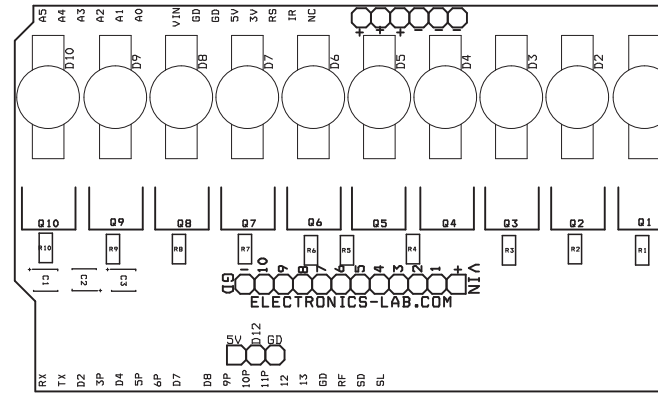 A5 A4 A3 A2 A1 A0 VIN GD GD 5V 3V RS IR NC
+ + + - - -
D10 D9 D8 D7 D6 D5 D4 D3 D2
Q10 Q9 Q8 Q7 Q6 Q5 Q4 Q3 Q2 Q1
R10 R9 R8 R7 R6 R5 R4 R3 R2 R1
+ C1 C2 + + C3
GD - 10 9 8 7 6 5 4 3 2 1 + VIN
ELECTRONICS-LAB.COM
5V D12 GD
RX TX D2 3P D4 5P 6P D7 D8 9P 10P 11P 12 13 GD RF SD SL